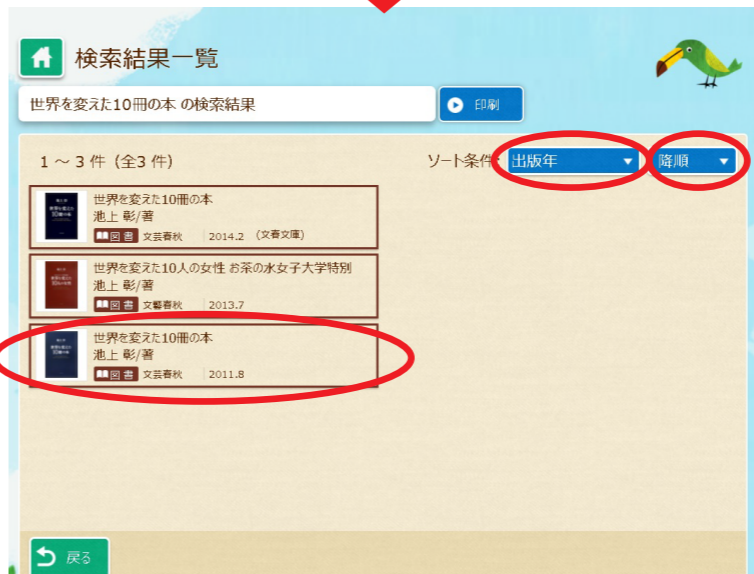 検索結果一覧
世界を変えた10冊の本 の検索結果
印刷
1 ~ 3 件 (全3 件)
ソート条件: 出版年 降順
世界を変えた10冊の本
池上 彰/著
図書 文芸春秋 2014.2 (文春文庫)
世界を変えた10人の女性 お茶の水女子大学特別
池上 彰/著
図書 文藝春秋 2013.7
世界を変えた10冊の本
池上 彰/著
図書 文芸春秋 2011.8
戻る